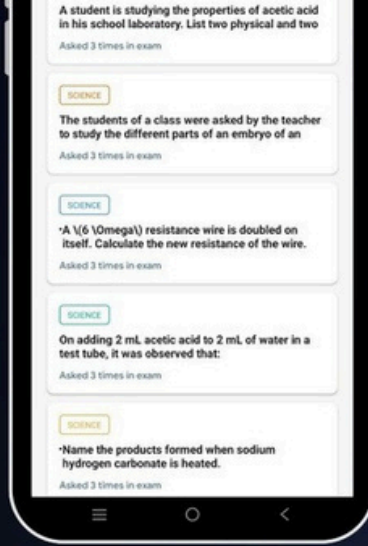 A student is studying the properties of acetic acid
in his school laboratory. List two physical and two
Asked 3 times in exam
SCIENCE
The students of a class were asked by the teacher
to study the different parts of an embryo of an
Asked 3 times in exam
SCIENCE
•A \(6 \Omega\) resistance wire is doubled on
itself. Calculate the new resistance of the wire.
Asked 3 times in exam
SCIENCE
On adding 2 mL acetic acid to 2 mL of water in a
test tube, it was observed that:
Asked 3 times in exam
SCIENCE
•Name the products formed when sodium
hydrogen carbonate is heated.
Asked 3 times in exam